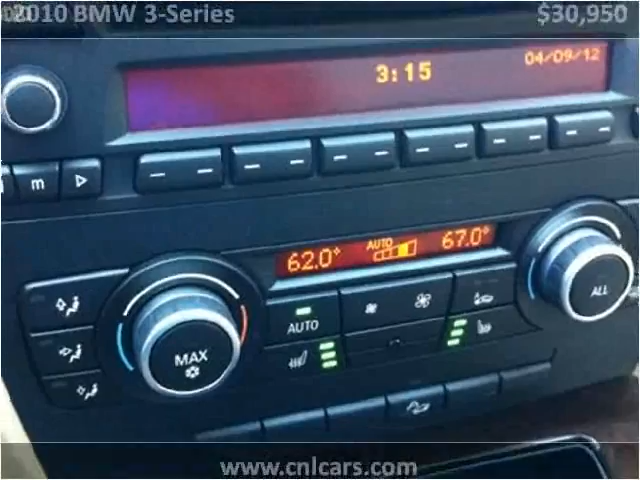 2010 BMW 3-Series $30,950
04/09/12
3:15
m
62.0° AUTO 67.0°
AUTO
MAX
ALL
www.cnlcars.com